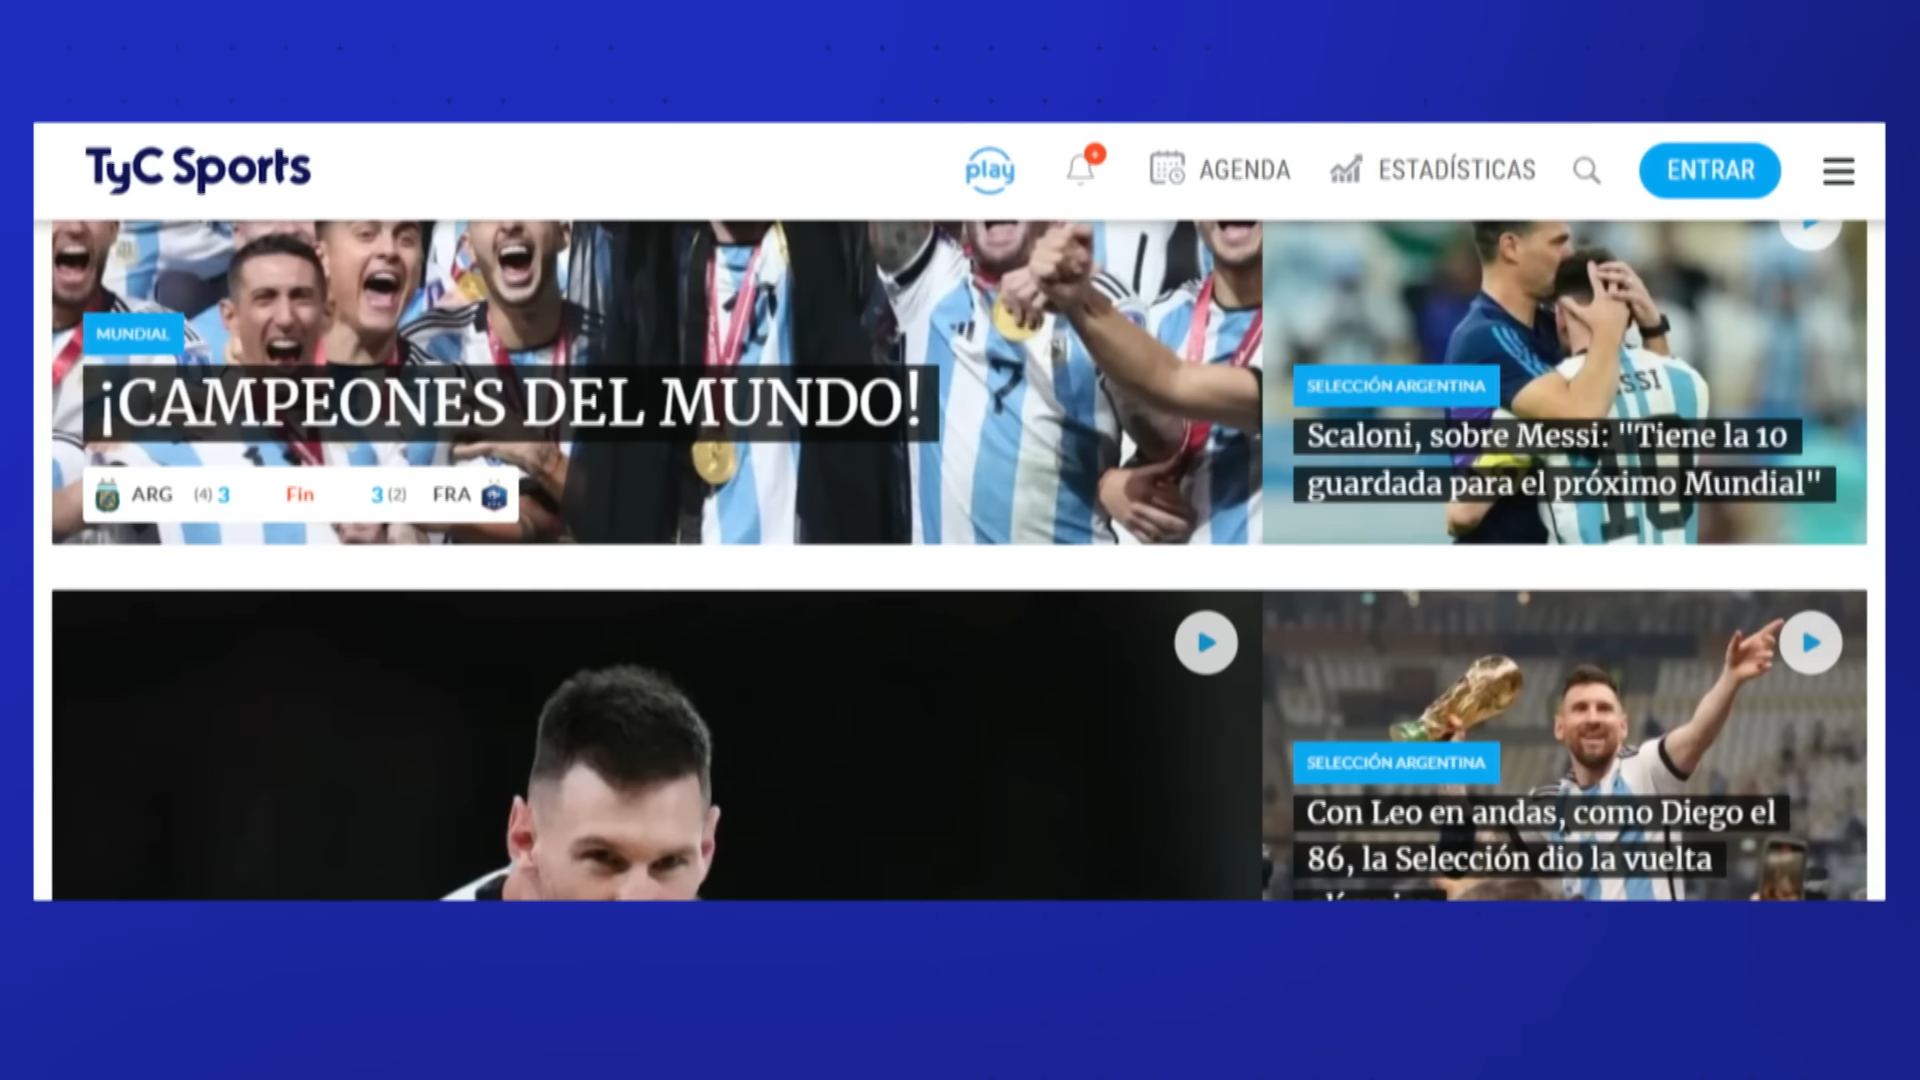 TyC Sports
play
AGENDA
ESTADÍSTICAS
ENTRAR
MUNDIAL
¡CAMPEONES DEL MUNDO!
ARG (4) 3 Fin 3 (2) FRA
7
SELECCIÓN ARGENTINA
Scaloni, sobre Messi: "Tiene la 10
guardada para el próximo Mundial"
10
SELECCIÓN ARGENTINA
Con Leo en andas, como Diego el
86, la Selección dio la vuelta